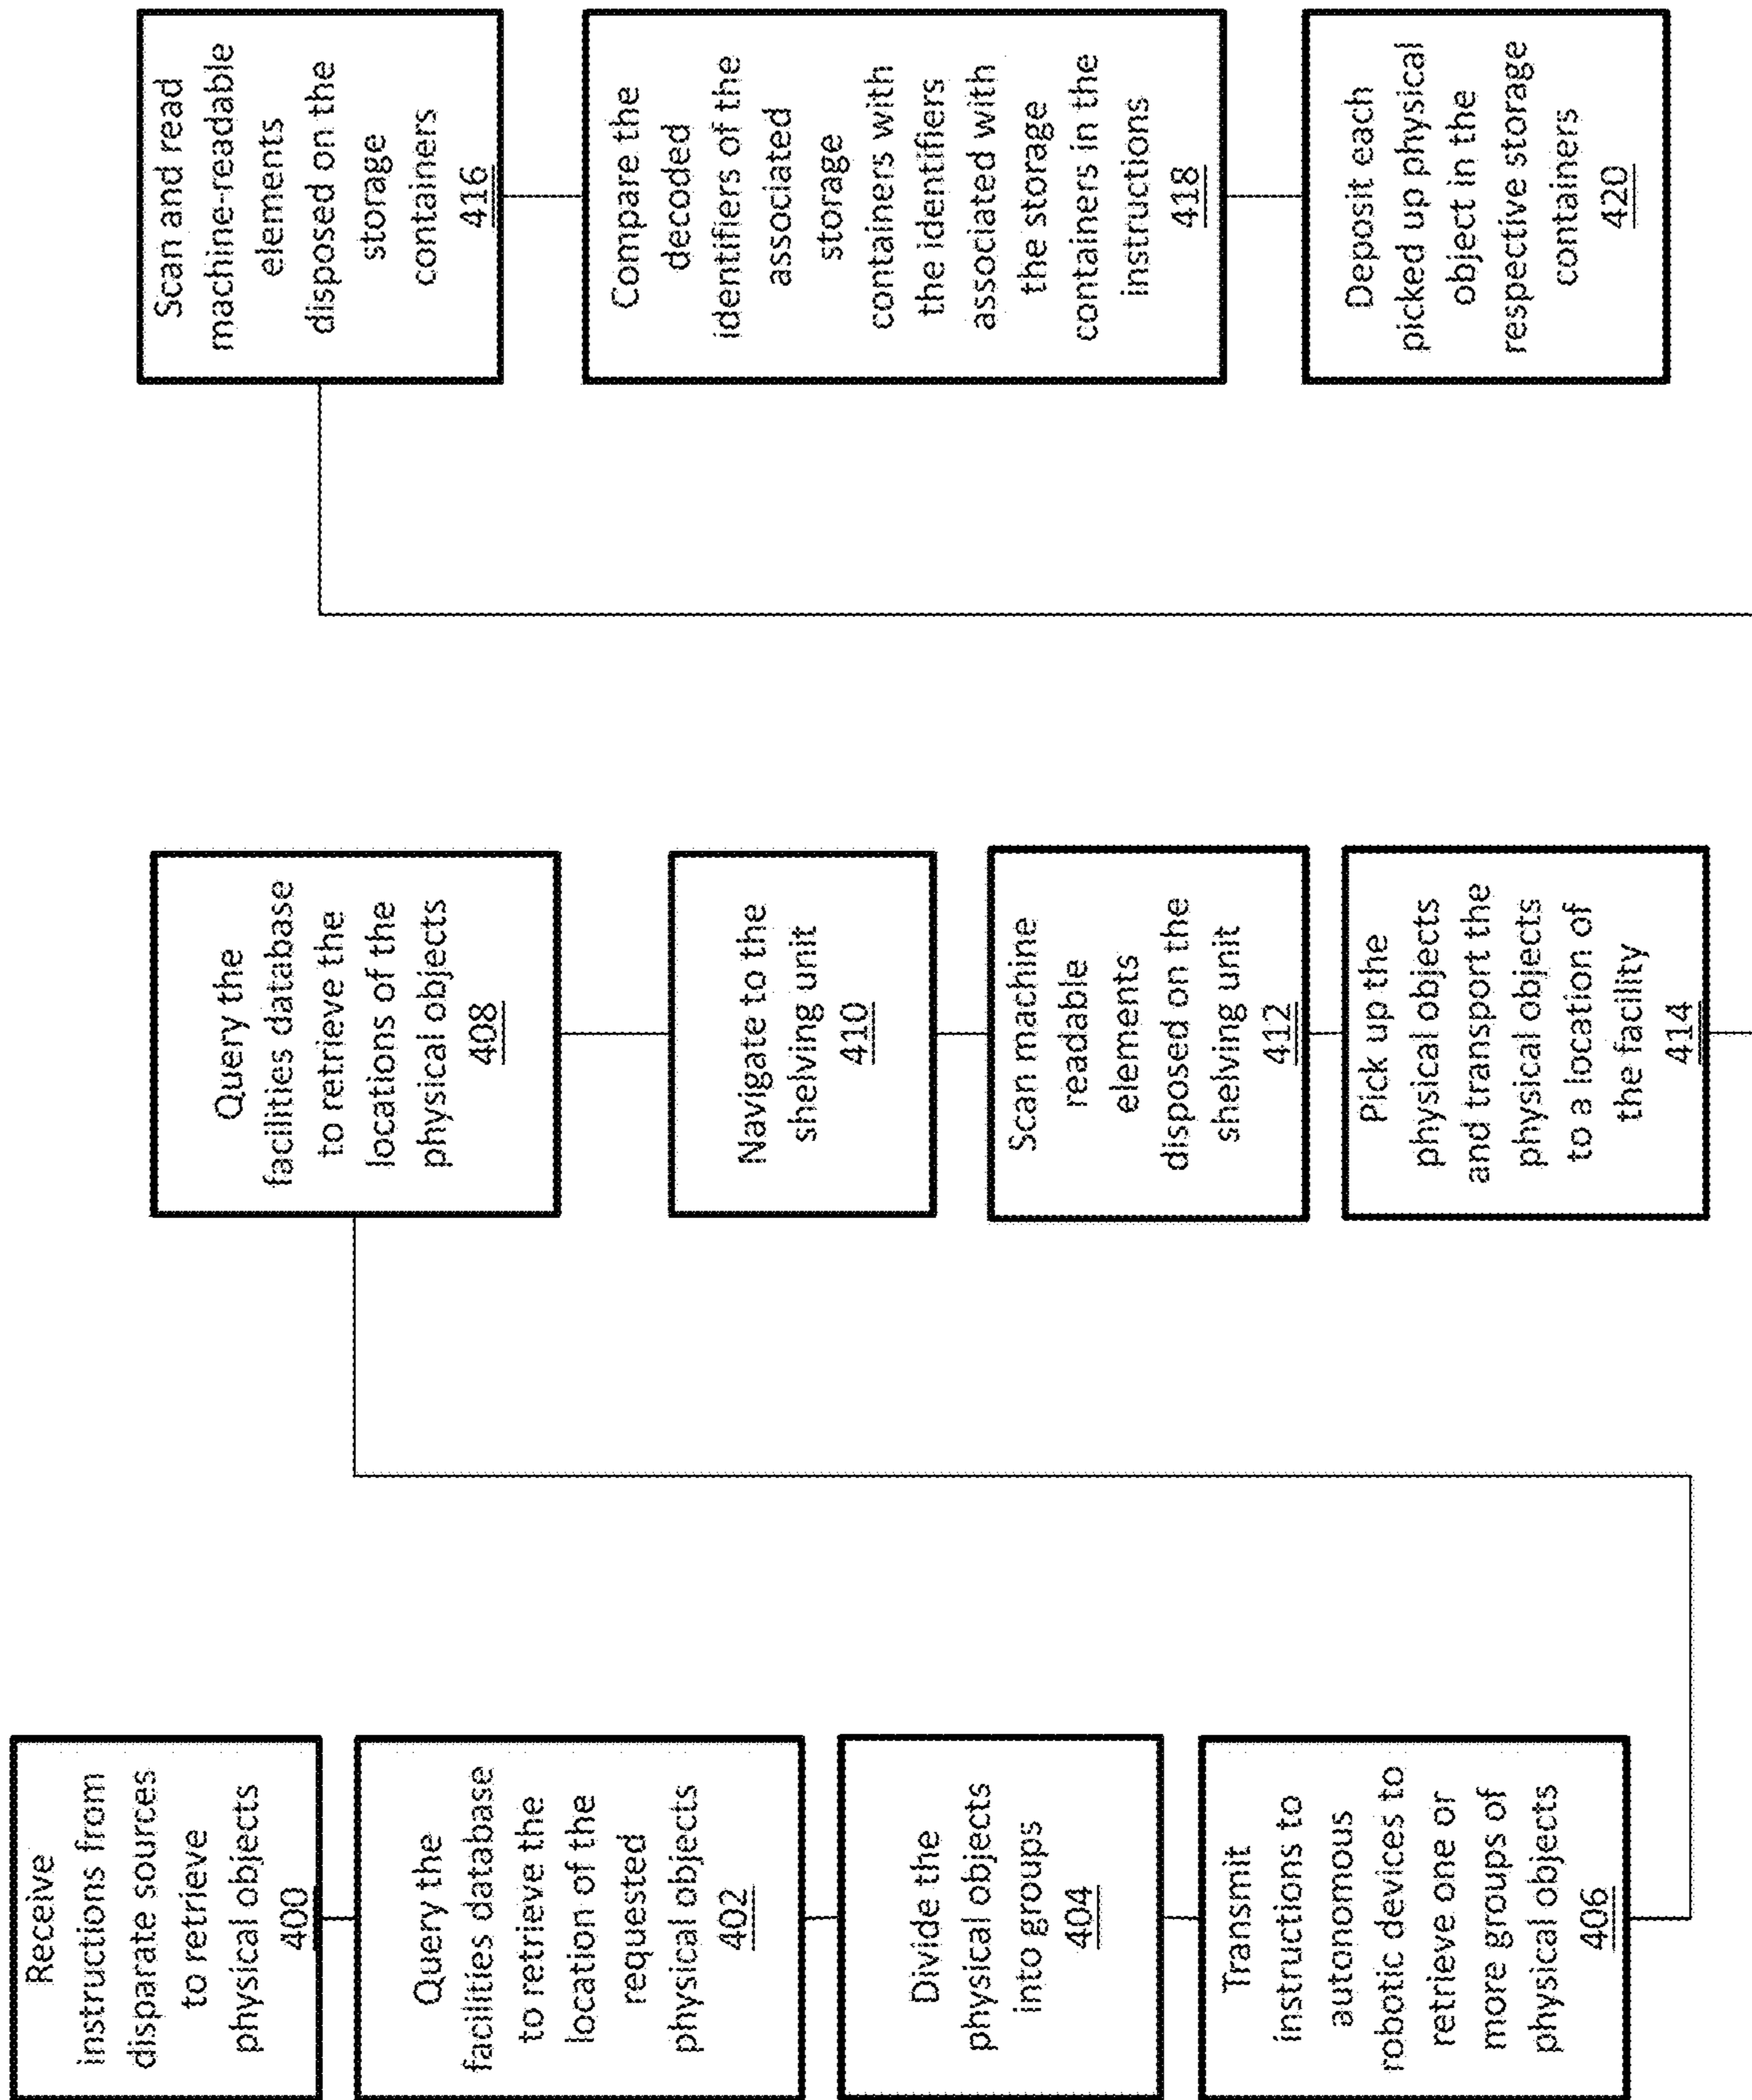 Receive
instructions from
disparate sources
to retrieve
physical objects
400
Query the
facilities database
to retrieve the
location of the
requested
physical objects
402
Divide the
physical objects
into groups
404
Transmit
instructions to
autonomous
robotic devices to
retrieve one or
more groups of
physical objects
406
Query the
facilities database
to retrieve the
locations of the
physical objects
408
Navigate to the
shelving unit
410
Scan machine
readable
elements
disposed on the
shelving unit
412
Pick up the
physical objects
and transport the
physical objects
to a location of
the facility
414
Scan and read
machine-readable
elements
disposed on the
storage
containers
416
Compare the
decoded
identifiers of the
associated
storage
containers with
the identifiers
associated with
the storage
containers in the
instructions
418
Deposit each
picked up physical
object in the
respective storage
containers
420